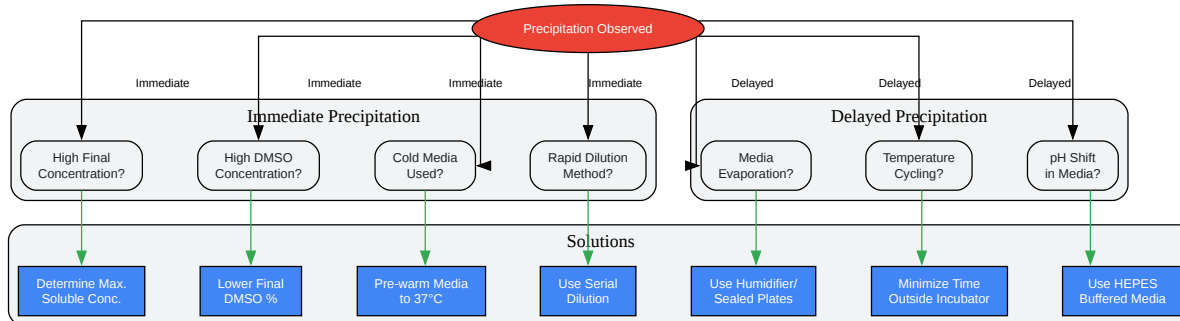 Precipitation Observed
Immediate
Immediate
Immediate
Immediate
Delayed
Delayed
Delayed
Immediate Precipitation
Delayed Precipitation
High Final
Concentration?
High DMSO
Concentration?
Cold Media
Used?
Rapid Dilution
Method?
Media
Evaporation?
Temperature
Cycling?
pH Shift
in Media?
Solutions
Determine Max.
Soluble Conc.
Lower Final
DMSO %
Pre-warm Media
to 37°C
Use Serial
Dilution
Use Humidifier/
Sealed Plates
Minimize Time
Outside Incubator
Use HEPES
Buffered Media